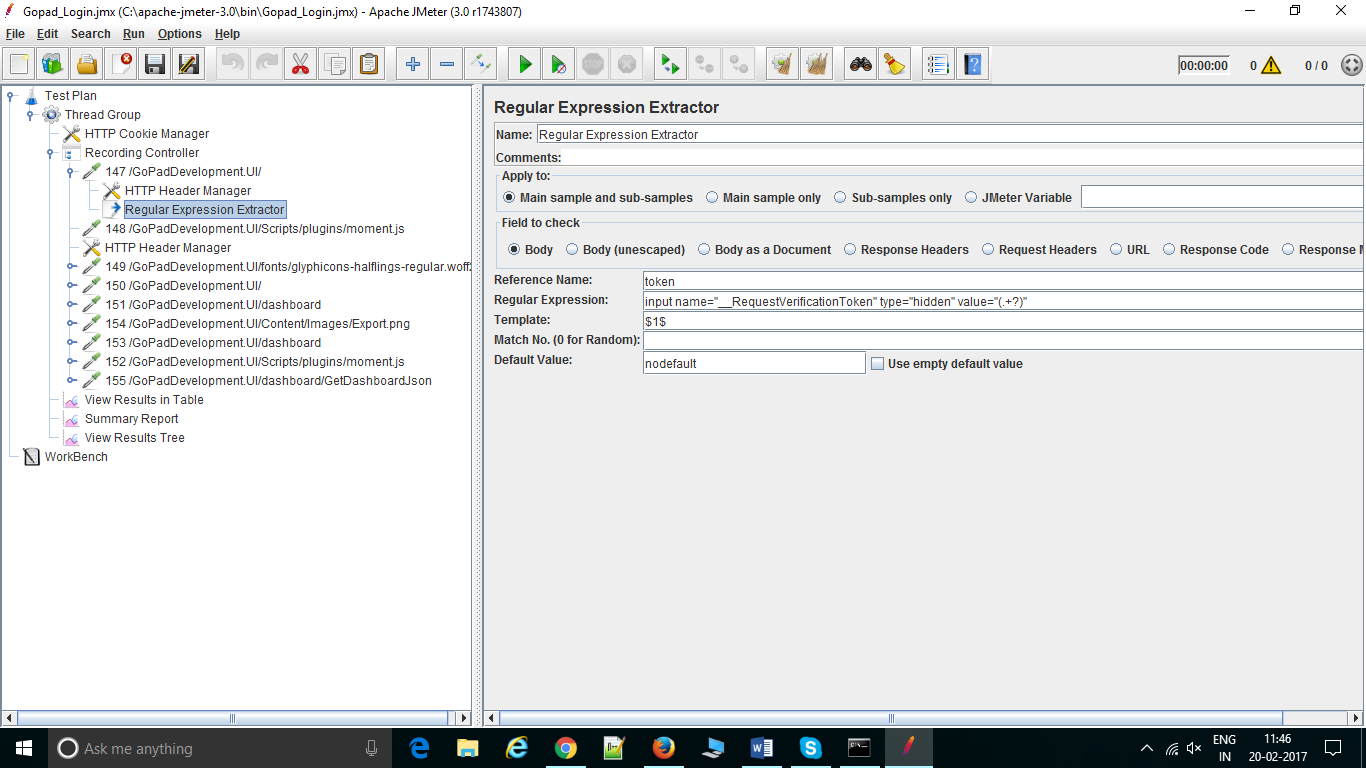 Gopad_Login.jmx (C:\apache-jmeter-3.0\bin\Gopad_Login.jmx) - Apache JMeter (3.0 r1743807)
File Edit Search Run Options Help
00:00:00 0 0 / 0
Test Plan
Thread Group
HTTP Cookie Manager
Recording Controller
147 /GoPadDevelopment.UI/
HTTP Header Manager
Regular Expression Extractor
148 /GoPadDevelopment.UI/Scripts/plugins/moment.js
HTTP Header Manager
149 /GoPadDevelopment.UI/fonts/glyphicons-halflings-regular.woff2
150 /GoPadDevelopment.UI/
151 /GoPadDevelopment.UI/dashboard
154 /GoPadDevelopment.UI/Content/Images/Export.png
153 /GoPadDevelopment.UI/dashboard
152 /GoPadDevelopment.UI/Scripts/plugins/moment.js
155 /GoPadDevelopment.UI/dashboard/GetDashboardJson
View Results in Table
Summary Report
View Results Tree
WorkBench
Regular Expression Extractor
Name: Regular Expression Extractor
Comments:
Apply to:
Main sample and sub-samples Main sample only Sub-samples only JMeter Variable
Field to check
Body Body (unescaped) Body as a Document Response Headers Request Headers URL Response Code Response M
Reference Name: token
Regular Expression: input name="__RequestVerificationToken" type="hidden" value="(.+?)"
Template: $1$
Match No. (0 for Random):
Default Value: nodefault Use empty default value
Ask me anything
ENG 11:46
IN 20-02-2017